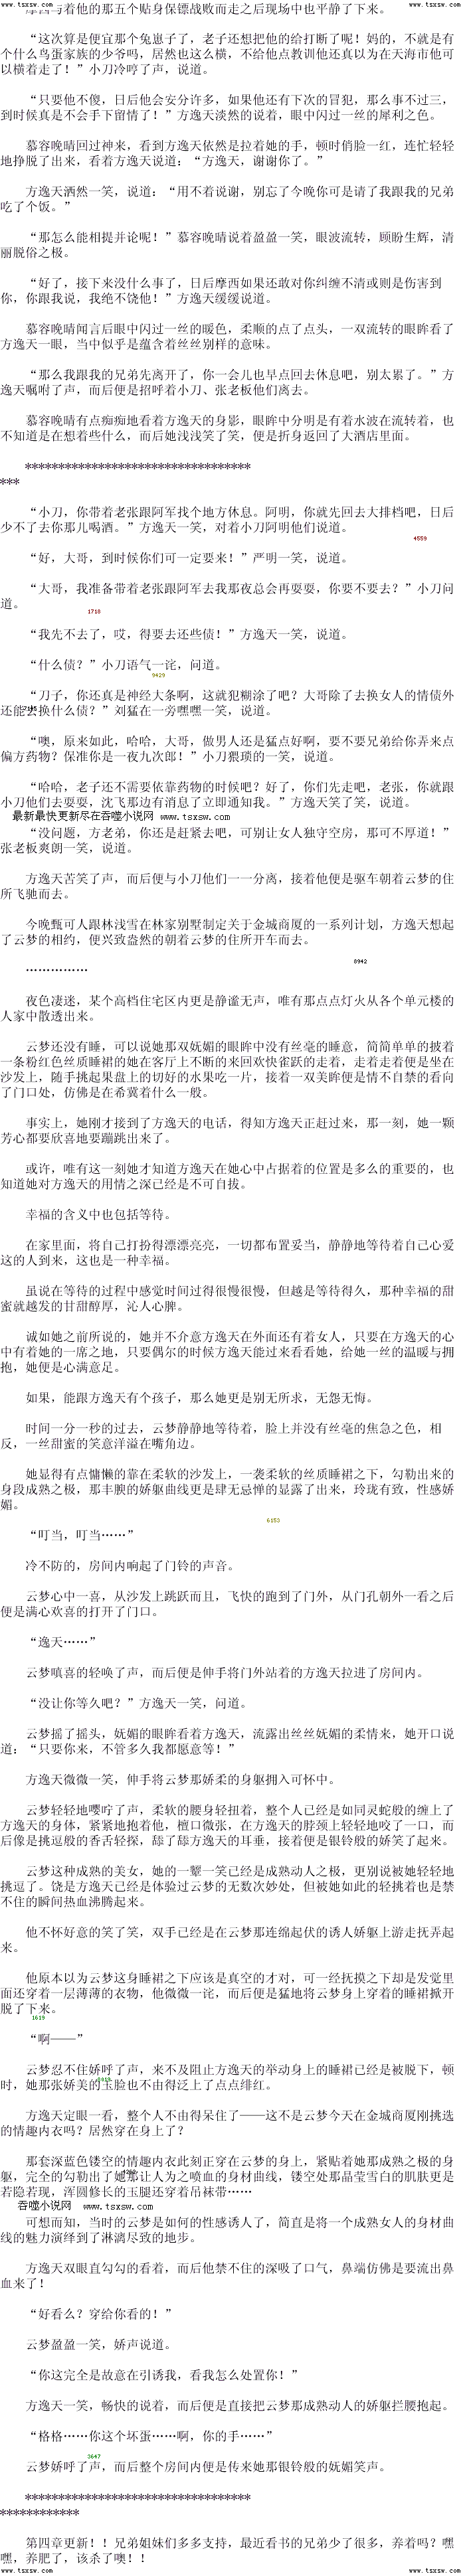 www.tsxsw.com www.tsxsw.com
着他的那五个贴身保镖战败而走之后现场中也平静了下来。
“这次算是便宜那个兔崽子了，老子还想把他的给打断了呢！妈的，不就是有
个什么鸟蛋家族的少爷吗，居然也这么横，不给他点教训他还真以为在天海市他可
以横着走了！”小刀冷哼了声，说道。
“只要他不傻，日后他会安分许多，如果他还有下次的冒犯，那么事不过三，
到时候真是不会手下留情了！”方逸天淡然的说着，眼中闪过一丝的犀利之色。
慕容晚晴回过神来，看到方逸天依然是拉着她的手，顿时俏脸一红，连忙轻轻
地挣脱了出来，看着方逸天说道：“方逸天，谢谢你了。”
方逸天洒然一笑，说道：“用不着说谢，别忘了今晚你可是请了我跟我的兄弟
吃了个饭。”
“那怎么能相提并论呢！”慕容晚晴说着盈盈一笑，眼波流转，顾盼生辉，清
丽脱俗之极。
“好了，接下来没什么事了，日后摩西如果还敢对你纠缠不清或则是伤害到
你，你跟我说，我绝不饶他！”方逸天缓缓说道。
慕容晚晴闻言后眼中闪过一丝的暖色，柔顺的点了点头，一双流转的眼眸看了
方逸天一眼，当中似乎是蕴含着丝丝别样的意味。
“那么我跟我的兄弟先离开了，你一会儿也早点回去休息吧，别太累了。”方
逸天嘱咐了声，而后便是招呼着小刀、张老板他们离去。
慕容晚晴有点痴痴地看着方逸天的身影，眼眸中分明是有着水波在流转着，也
不知道是在想着些什么，而后她浅浅笑了笑，便是折身返回了大酒店里面。
**********************************
***
“小刀，你带着老张跟阿军找个地方休息。阿明，你就先回去大排档吧，日后
少不了去你那儿喝酒。”方逸天一笑，对着小刀阿明他们说道。
4559
“好，大哥，到时候你们可一定要来！”严明一笑，说道。
“大哥，我准备带着老张跟阿军去我那夜总会再耍耍，你要不要去？”小刀问
道。
1718
“我先不去了，哎，得要去还些债！”方逸天一笑，说道。
“什么债？”小刀语气一诧，问道。
9429
“刀子，你还真是神经大条啊，这就犯糊涂了吧？大哥除了去换女人的情债外
还能去换什么债？”刘猛在一旁嘿嘿一笑，说道。
“噢，原来如此，哈哈，大哥，做男人还是猛点好啊，要不要兄弟给你弄来点
偏方药物？保准你是一夜九次郎！”小刀猥琐的一笑，说道。
“哈哈，老子还不需要依靠药物的时候吧？好了，你们先走吧，老张，你就跟
小刀他们去耍耍，沈飞那边有消息了立即通知我。”方逸天笑了笑，说道。
最新最快更新尽在吞噬小说网 www.tsxsw.com
“没问题，方老弟，你还是赶紧去吧，可别让女人独守空房，那可不厚道！”
张老板爽朗一笑，说道。
方逸天苦笑了声，而后便与小刀他们一一分离，接着他便是驱车朝着云梦的住
所飞驰而去。
今晚甄可人跟林浅雪在林家别墅制定关于金城商厦的一系列计划，方逸天想起
了云梦的相约，便兴致盎然的朝着云梦的住所开车而去。
8942
……………
夜色凄迷，某个高档住宅区内更是静谧无声，唯有那点点灯火从各个单元楼的
人家中散透出来。
云梦还没有睡，可以说她那双妩媚的眼眸中没有丝毫的睡意，简简单单的披着
一条粉红色丝质睡裙的她在客厅上不断的来回欢快雀跃的走着，走着走着便是坐在
沙发上，随手挑起果盘上的切好的水果吃一片，接着一双美眸便是情不自禁的看向
了门口处，仿佛是在希冀着什么一般。
事实上，她刚才接到了方逸天的电话，得知方逸天正赶过来，那一刻，她一颗
芳心都要欣喜地要蹦跳出来了。
或许，唯有这一刻她才知道方逸天在她心中占据着的位置是多么的重要的，也
知道她对方逸天的用情之深已经是不可自拔。
幸福的含义中也包括等待。
在家里面，将自己打扮得漂漂亮亮，一切都布置妥当，静静地等待着自己心爱
这的人到来，这也是一种幸福。
虽说在等待的过程中感觉时间过得很慢很慢，但越是等待得久，那种幸福的甜
蜜就越发的甘甜醇厚，沁人心脾。
诚如她之前所说的，她并不介意方逸天在外面还有着女人，只要在方逸天的心
中有着她的一席之地，只要偶尔的时候方逸天能过来看看她，给她一丝的温暖与拥
抱，她便是心满意足。
如果，能跟方逸天有个孩子，那么她更是别无所求，无怨无悔。
时间一分一秒的过去，云梦静静地等待着，脸上并没有丝毫的焦急之色，相
反，一丝甜蜜的笑意洋溢在嘴角边。
她显得有点慵懒的靠在柔软的沙发上，一袭柔软的丝质睡裙之下，勾勒出来的
身段成熟之极，那丰腴的娇躯曲线更是肆无忌惮的显露了出来，玲珑有致，性感娇
媚。
6153
“叮当，叮当……”
冷不防的，房间内响起了门铃的声音。
云梦心中一喜，从沙发上跳跃而且，飞快的跑到了门外，从门孔朝外一看之后
便是满心欢喜的打开了门口。
“逸天……”
云梦嗔喜的轻唤了声，而后便是伸手将门外站着的方逸天拉进了房间内。
“没让你等久吧？”方逸天一笑，问道。
云梦摇了摇头，妩媚的眼眸看着方逸天，流露出丝丝妩媚的柔情来，她开口说
道：“只要你来，不管多久我都愿意等！”
方逸天微微一笑，伸手将云梦那娇柔的身躯拥入可怀中。
云梦轻轻地嘤咛了声，柔软的腰身轻扭着，整个人已经是如同灵蛇般的缠上了
方逸天的身体，紧紧地抱着他，檀口微张，在方逸天的脖颈上轻轻地咬了一口，而
后像是挑逗般的香舌轻探，舔了舔方逸天的耳垂，接着便是银铃般的娇笑了起来。
云梦这种成熟的美女，她的一颦一笑已经是成熟动人之极，更别说被她轻轻地
挑逗了。饶是方逸天已经是体验过云梦的无数次妙处，但被她如此的轻挑着也是禁
不住的瞬间热血沸腾起来。
他不怀好意的笑了笑，双手已经是在云梦那连绵起伏的诱人娇躯上游走抚弄起
来。
他原本以为云梦这身睡裙之下应该是真空的才对，可一经抚摸之下却是发觉里
面还穿着一层薄薄的衣物，他微微一诧，而后便是猛地将云梦身上穿着的睡裙掀开
脱了下来。
1619
“啊——”
云梦忍不住娇呼了声，来不及阻止方逸天的举动身上的睡裙已经是被脱下，顿
时，她那张娇美的玉脸也不由得泛上了点点绯红。
方逸天定眼一看，整个人不由得呆住了——这不是云梦今天在金城商厦刚挑选
的情趣内衣吗？居然穿在身上了？
那套深蓝色镂空的情趣内衣此刻正穿在云梦的身上，紧贴着她那成熟之极的身
躯，完全的勾勒出了她那让人为之喷血的身材曲线，镂空处那晶莹雪白的肌肤更是
若隐若现，浑圆修长的玉腿还穿着吊袜带……
吞噬小说网 www.tsxsw.com
可想而知，当时的云梦是如何的性感诱人了，简直是将一个成熟女人的身材曲
线的魅力演绎到了淋漓尽致的地步。
方逸天双眼直勾勾的看着，而后他禁不住的深吸了口气，鼻端仿佛是要流出鼻
血来了！
“好看么？穿给你看的！”
云梦盈盈一笑，娇声说道。
“你这完全是故意在引诱我，看我怎么处置你！”
方逸天一笑，畅快的说着，而后便是直接把云梦那成熟动人的娇躯拦腰抱起。
“格格……你这个坏蛋……啊，你的手……”
3647
云梦娇呼了声，而后整个房间内便是传来她那银铃般的妩媚笑声。
**********************************
************
第四章更新！！兄弟姐妹们多多支持，最近看书的兄弟少了很多，养着吗？嘿
嘿，养肥了，该杀了噢！！
www.tsxsw.com www.tsxsw.com